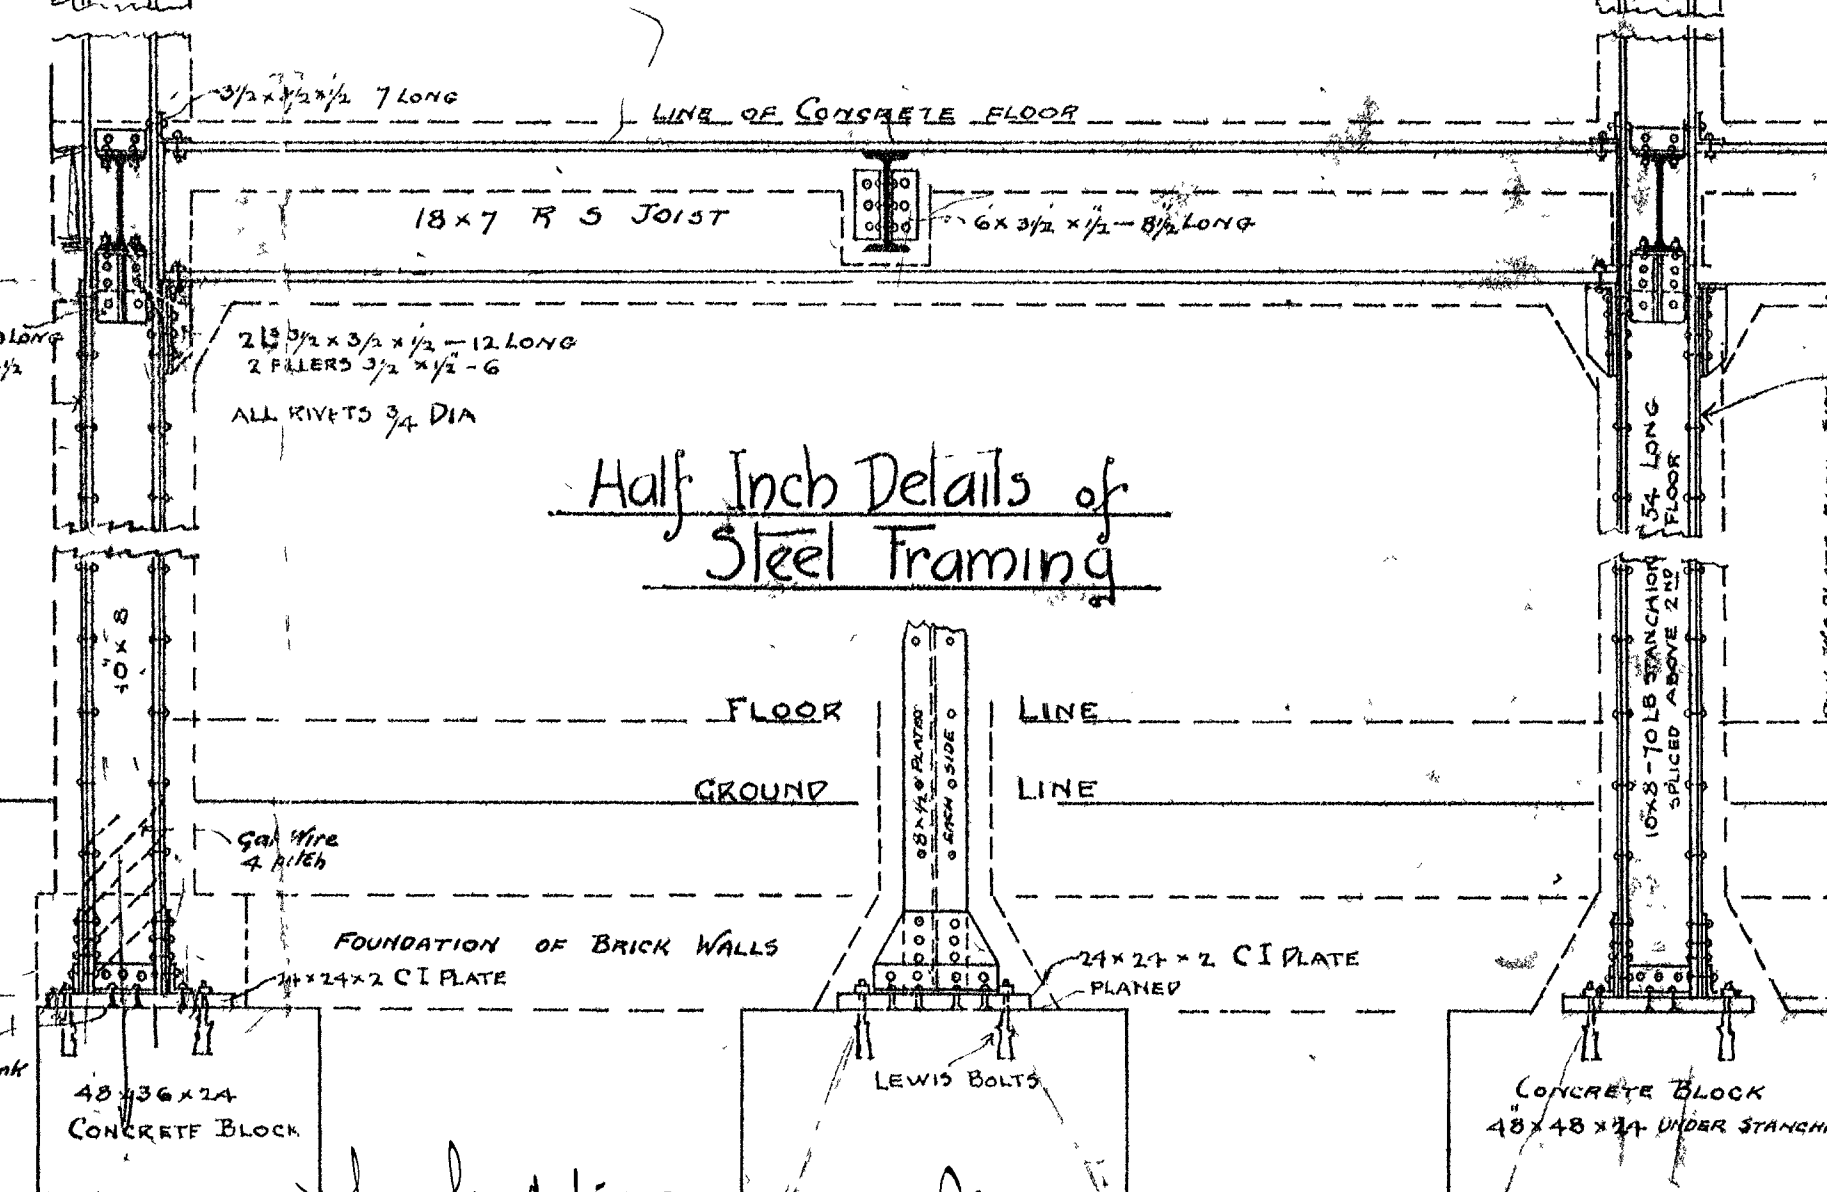 3½ x 3½ x ½ 7 LONG
LINE OF CONCRETE FLOOR
18 x 7 R S JOIST
6 x 3½ x ½" - 8½" LONG
LONG
½
2 Ls 3½ x 3½ x ½ - 12 LONG
2 FILLERS 3½ x ½" - 6
ALL RIVETS ¾ DIA
Half Inch Details of
Steel Framing
10" x 8
10x8 - 70 LB STANCHION 54 LONG
SPLICED ABOVE 2ND FLOOR
FLOOR LINE
GROUND LINE
8 x ½ PLATES
EACH SIDE
Gal Wire
4 pitch
FOUNDATION OF BRICK WALLS
24 x 24 x 2 C I PLATE
24 x 24 x 2 C I PLATE
PLANED
LEWIS BOLTS
48 x 36 x 24
CONCRETE BLOCK
CONCRETE BLOCK
48" x 48 x 24 UNDER STANCHI